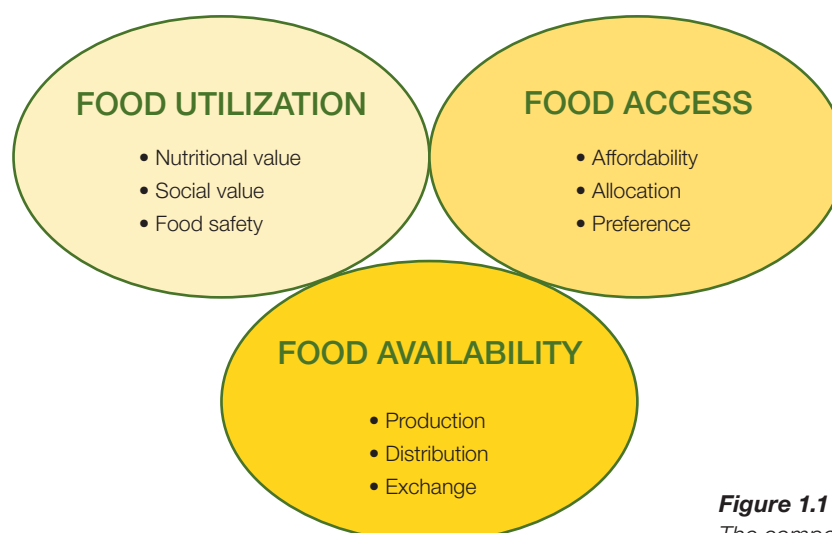 FOOD UTILIZATION
• Nutritional value
• Social value
• Food safety
FOOD ACCESS
• Affordability
• Allocation
• Preference
FOOD AVAILABILITY
• Production
• Distribution
• Exchange
Figure 1.1
The